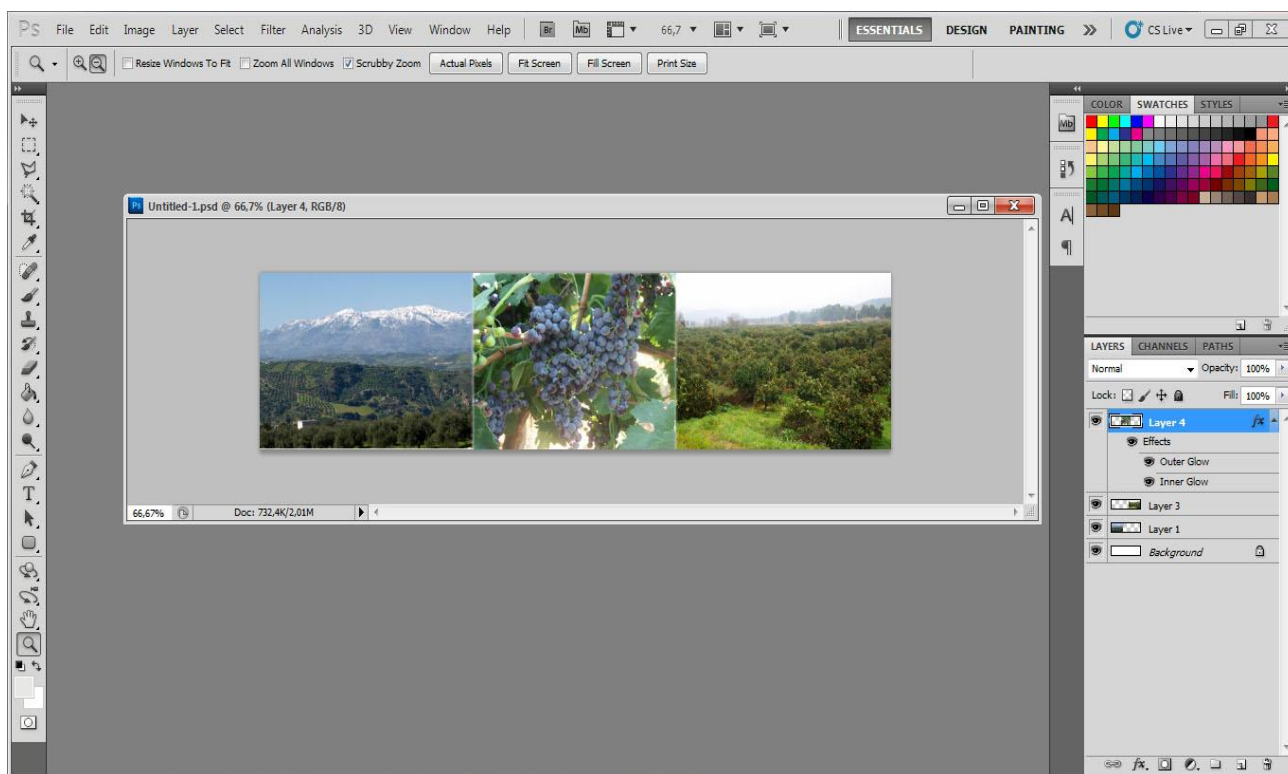 Ps File Edit Image Layer Select Filter Analysis 3D View Window Help Br Mb 66,7 ESSENTIALS DESIGN PAINTING CS Live
Resize Windows To Fit Zoom All Windows Scrubby Zoom Actual Pixels Fit Screen Fill Screen Print Size
COLOR SWATCHES STYLES
Mb
Ps Untitled-1.psd @ 66,7% (Layer 4, RGB/8)
A
T
66,67% Doc: 732,4K/2,01M
LAYERS CHANNELS PATHS
Normal Opacity: 100%
Lock: Fill: 100%
Layer 4 fx
Effects
Outer Glow
Inner Glow
Layer 3
Layer 1
Background
fx.